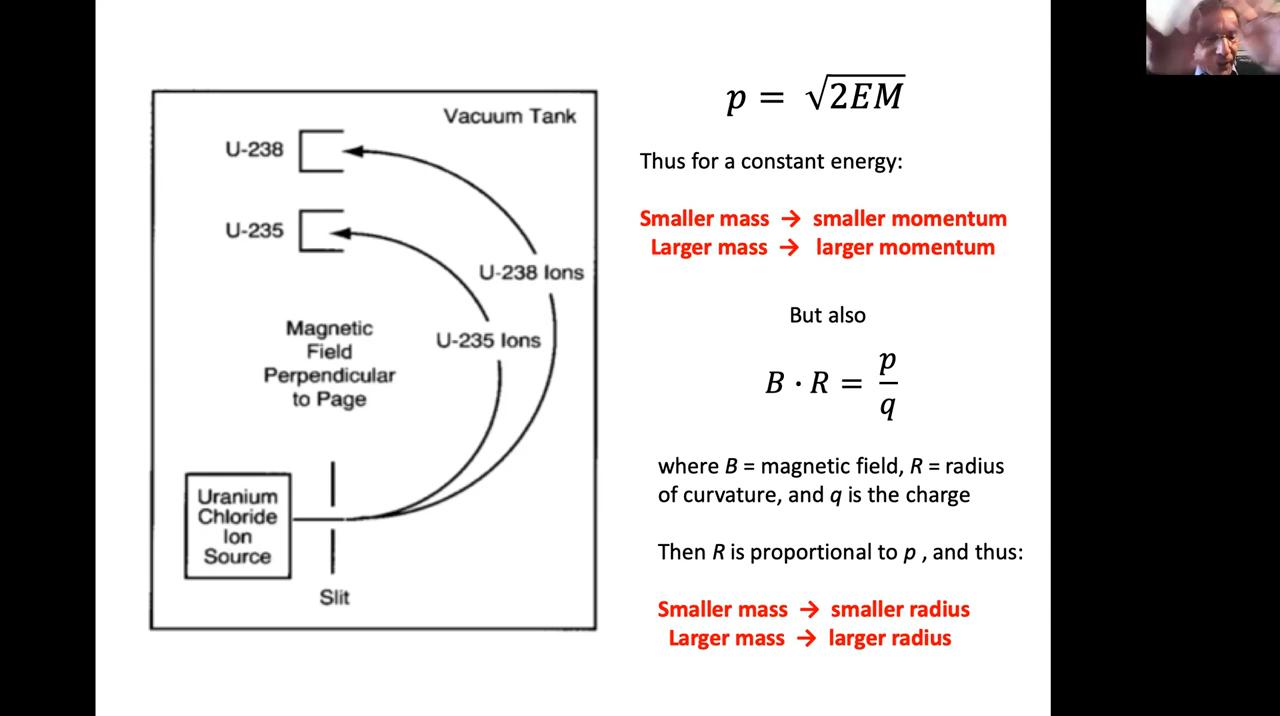 Vacuum Tank
U-238
U-235
U-238 Ions
U-235 Ions
Magnetic
Field
Perpendicular
to Page
Uranium
Chloride
Ion
Source
Slit
p = √2EM
Thus for a constant energy:
Smaller mass → smaller momentum
Larger mass → larger momentum
But also
B · R = p/q
where B = magnetic field, R = radius
of curvature, and q is the charge
Then R is proportional to p , and thus:
Smaller mass → smaller radius
Larger mass → larger radius